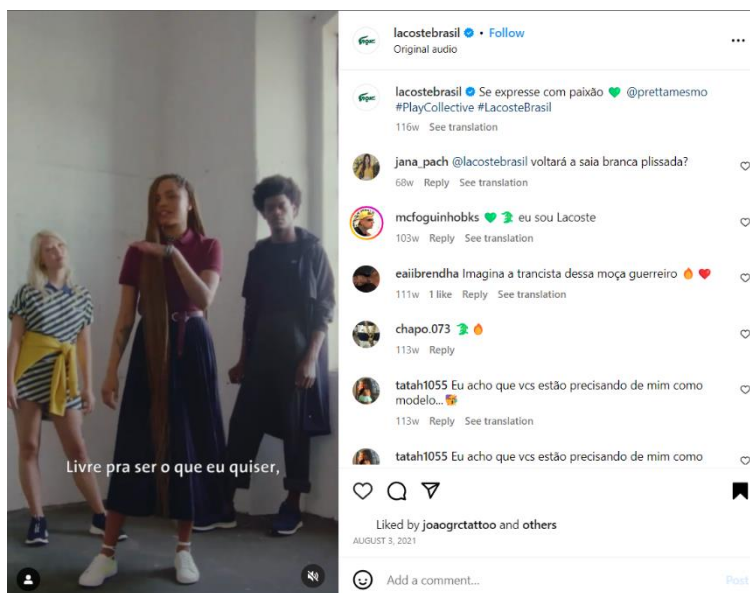 lacostebrasil • Follow
Original audio
lacostebrasil Se expresse com paixão 💚 @prettamesmo
#PlayCollective #LacosteBrasil
116w See translation
jana_pach @lacostebrasil voltará a saia branca plissada?
68w Reply See translation
mcfoguinhobks 💚 🐊 eu sou Lacoste
103w Reply See translation
eaiibrendha Imagina a trancista dessa moça guerreiro 🔥 ❤️
111w 1 like Reply See translation
chapo.073 🐊 🔥
113w Reply
tatah1055 Eu acho que vcs estão precisando de mim como
modelo...
113w Reply See translation
tatah1055 Eu acho que vcs estão precisando de mim como
Livre pra ser o que eu quiser,
Liked by joaogrctattoo and others
AUGUST 3, 2021
Add a comment...
Post